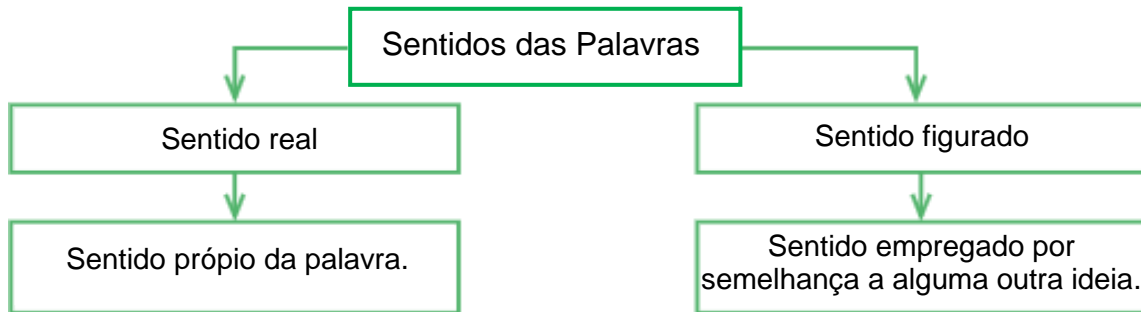 Sentidos das Palavras
Sentido real
Sentido figurado
Sentido própio da palavra.
Sentido empregado por
semelhança a alguma outra ideia.